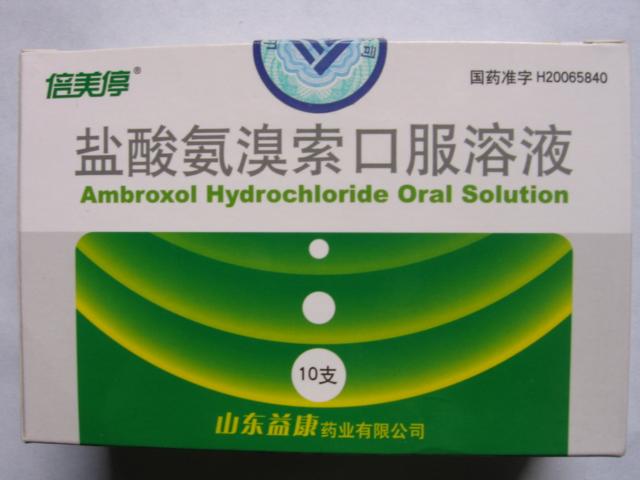 倍美停®
国药准字 H20065840
盐酸氨溴索口服溶液
Ambroxol Hydrochloride Oral Solution
10支
山东益康药业有限公司